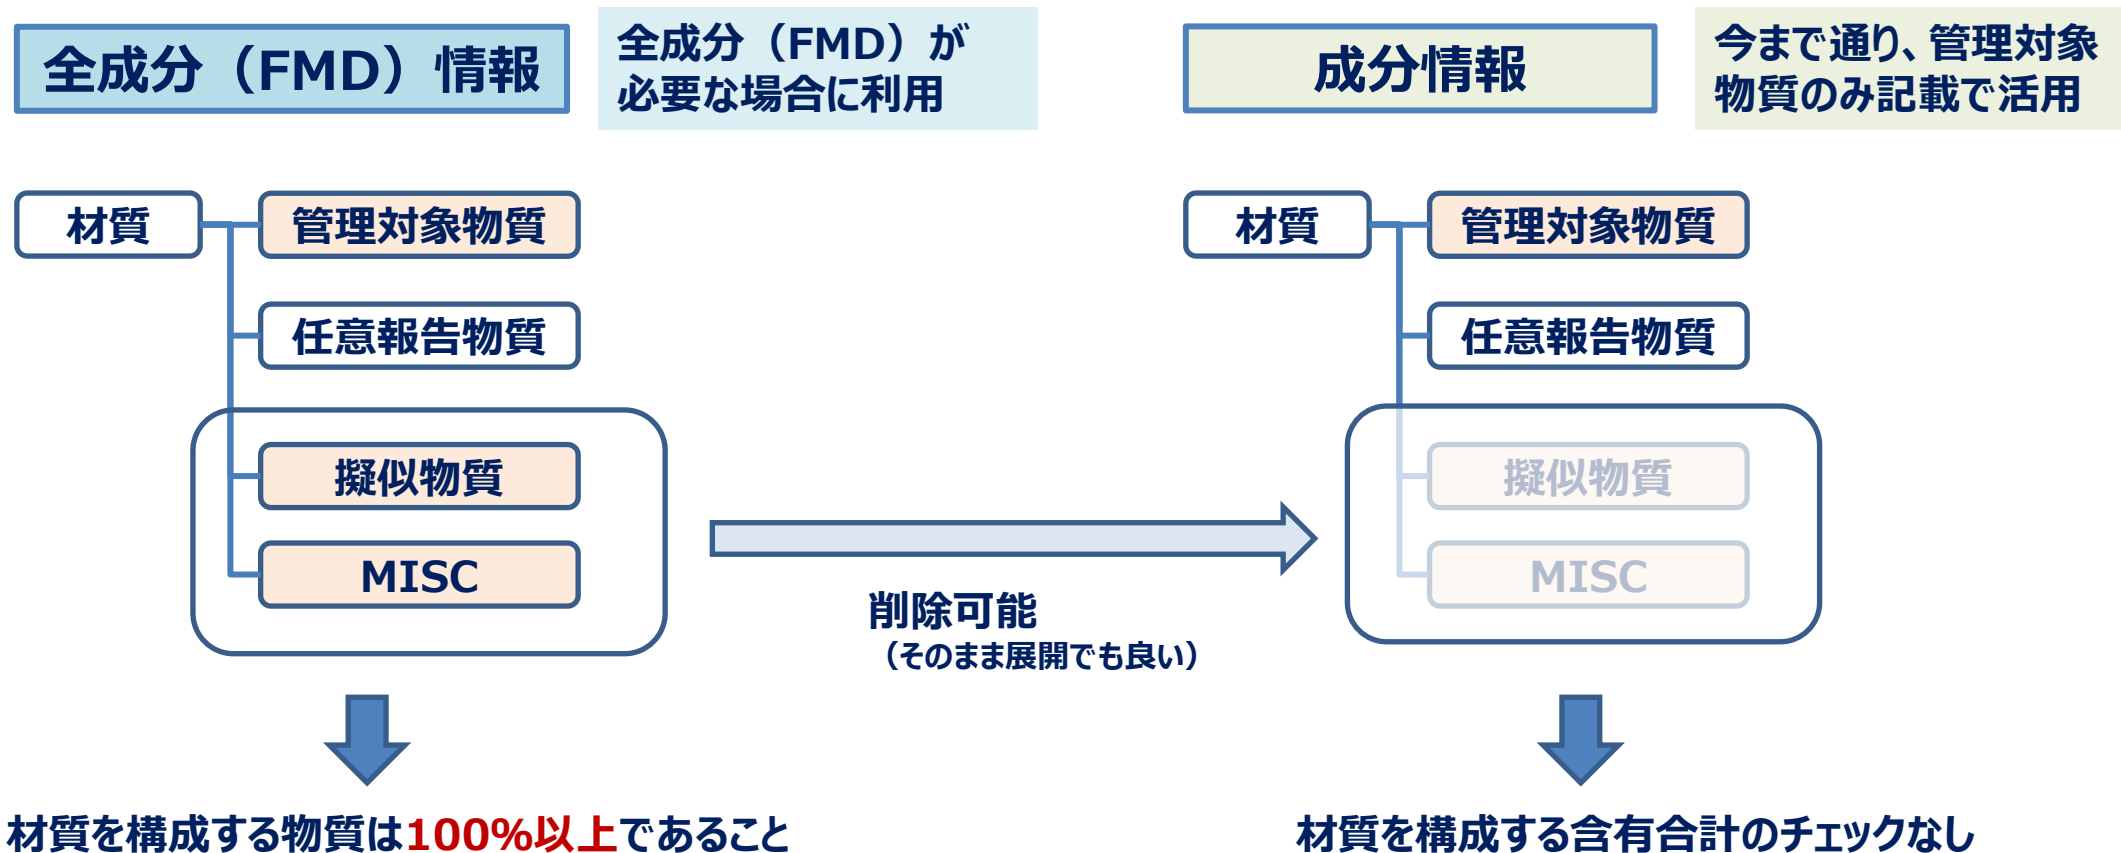 全成分（FMD）情報
全成分（FMD）が
必要な場合に利用
成分情報
今まで通り、管理対象
物質のみ記載で活用
材質
管理対象物質
任意報告物質
擬似物質
MISC
削除可能
（そのまま展開でも良い）
材質
管理対象物質
任意報告物質
擬似物質
MISC
材質を構成する物質は100%以上であること
材質を構成する含有合計のチェックなし